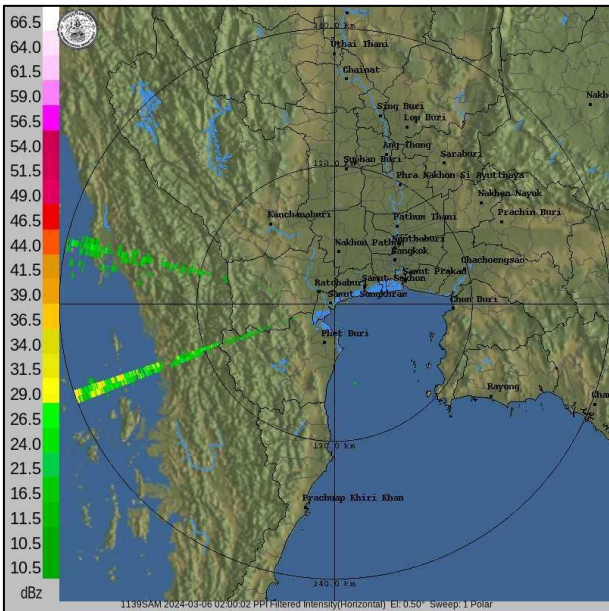 66.5
64.0
61.5
59.0
56.5
54.0
51.5
49.0
46.5
44.0
41.5
39.0
36.5
34.0
31.5
29.0
26.5
24.0
21.5
16.5
11.5
10.5
10.5
dBz
240.0 km
Uthai Thani
Chainat
Sing Buri
Lop Buri
Ang Thong
Saraburi
120.0 km
Suphan Buri
Phra Nakhon Si Ayutthaya
Nakhon Nayok
Kanchanaburi
Pathum Thani
Prachin Buri
Nakhon Pathom
Nonthaburi
Bangkok
Chachoengsao
Samut Prakan
Samut Sakhon
Ratchaburi
Samut Songkhram
Chon Buri
Phet Buri
Rayong
120.0 km
Prachuap Khiri Khan
240.0 km
1139SAM 2024-03-06 02:00:02 PPI Filtered Intensity(Horizontal) El: 0.50° Sweep: 1 Polar